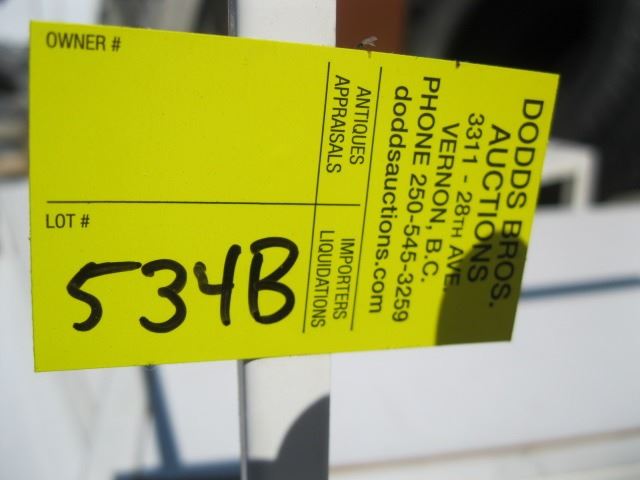 OWNER #
LOT #
534B
ANTIQUES
APPRAISALS
IMPORTERS
LIQUIDATIONS
DODDS BROS.
AUCTIONS
3311 - 28TH AVE
VERNON, B.C.
PHONE 250-545-3259
doddsauctions.com